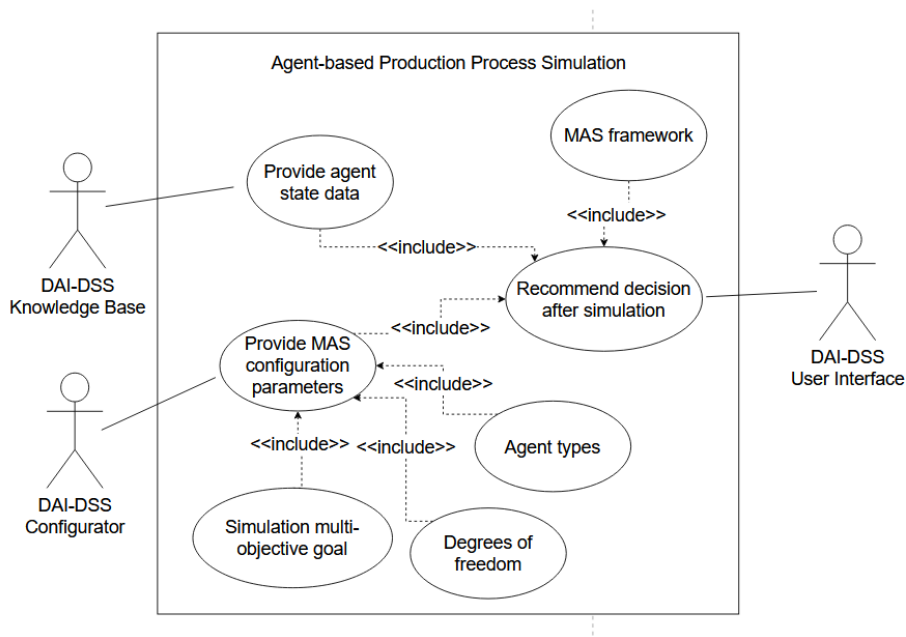 Agent-based Production Process Simulation
MAS framework
Provide agent
state data
<<include>>
<<include>>
DAI-DSS
Knowledge Base
Recommend decision
after simulation
<<include>>
Provide MAS
configuration
parameters
DAI-DSS
User Interface
<<include>>
<<include>>
<<include>>
Agent types
DAI-DSS
Configurator
Simulation multi-
objective goal
Degrees of
freedom